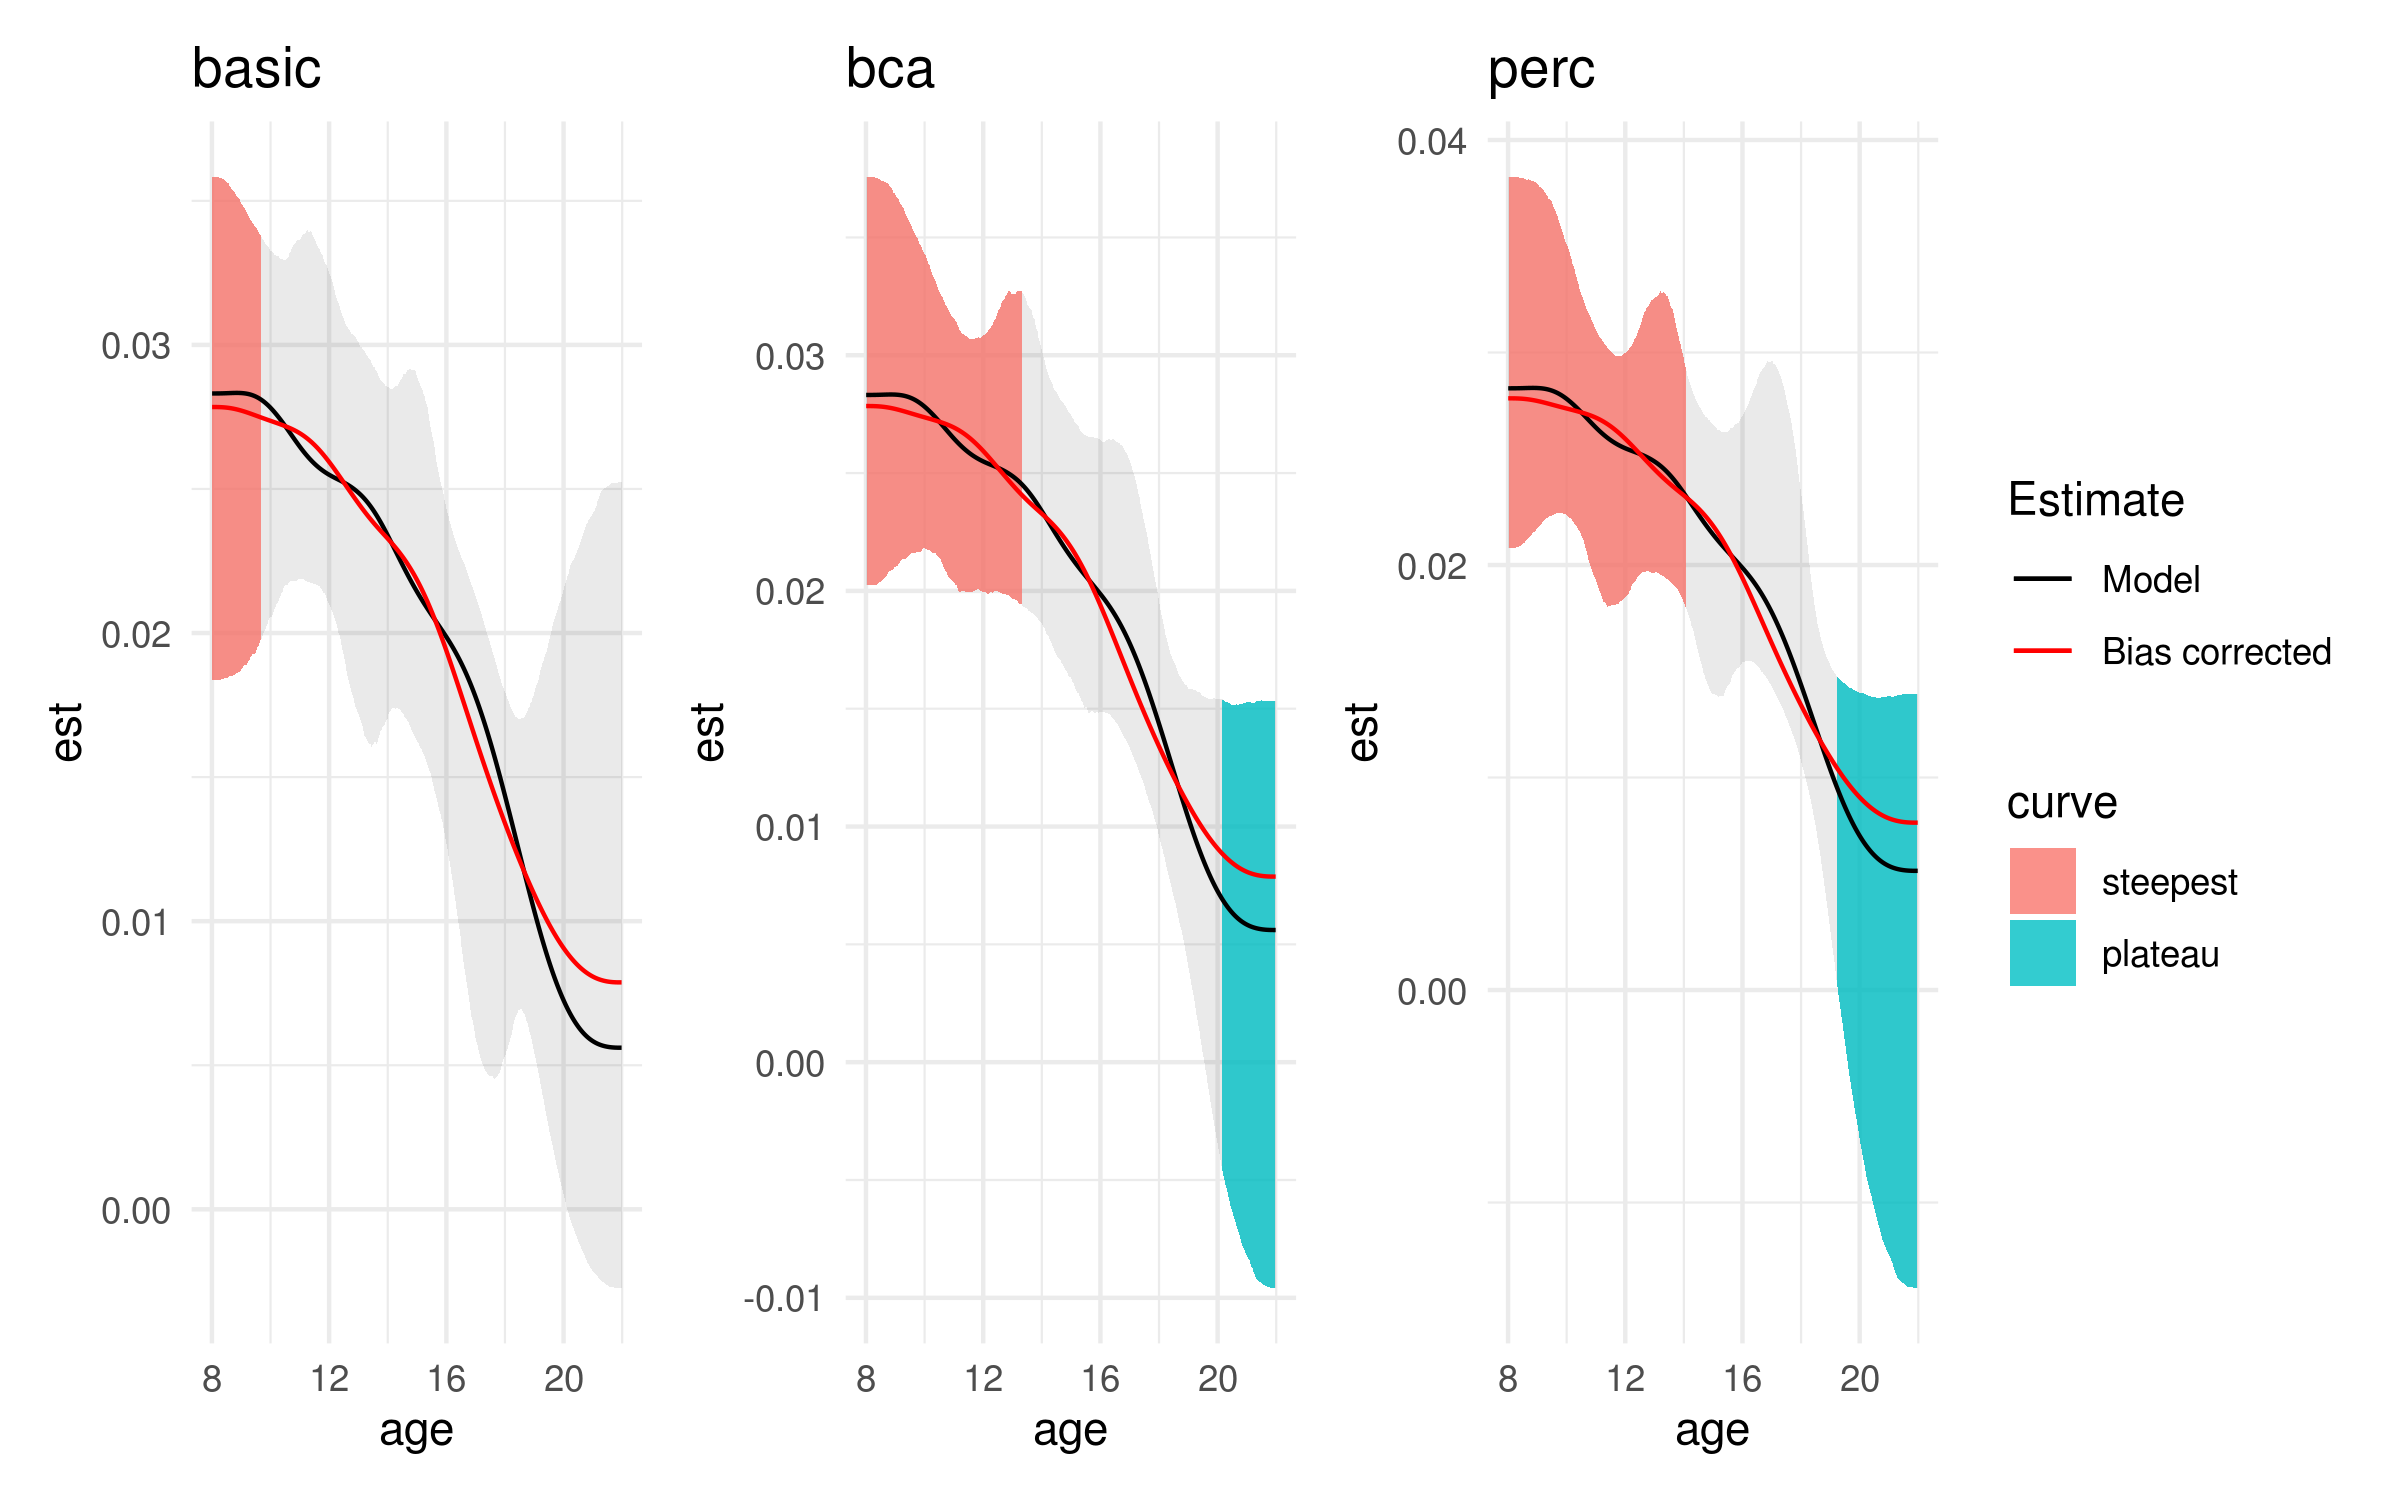 basic
est
0.03
0.02
0.01
0.00
8 12 16 20
age
bca
est
0.03
0.02
0.01
0.00
-0.01
8 12 16 20
age
perc
est
0.04
0.02
0.00
8 12 16 20
age
Estimate
Model
Bias corrected
curve
steepest
plateau